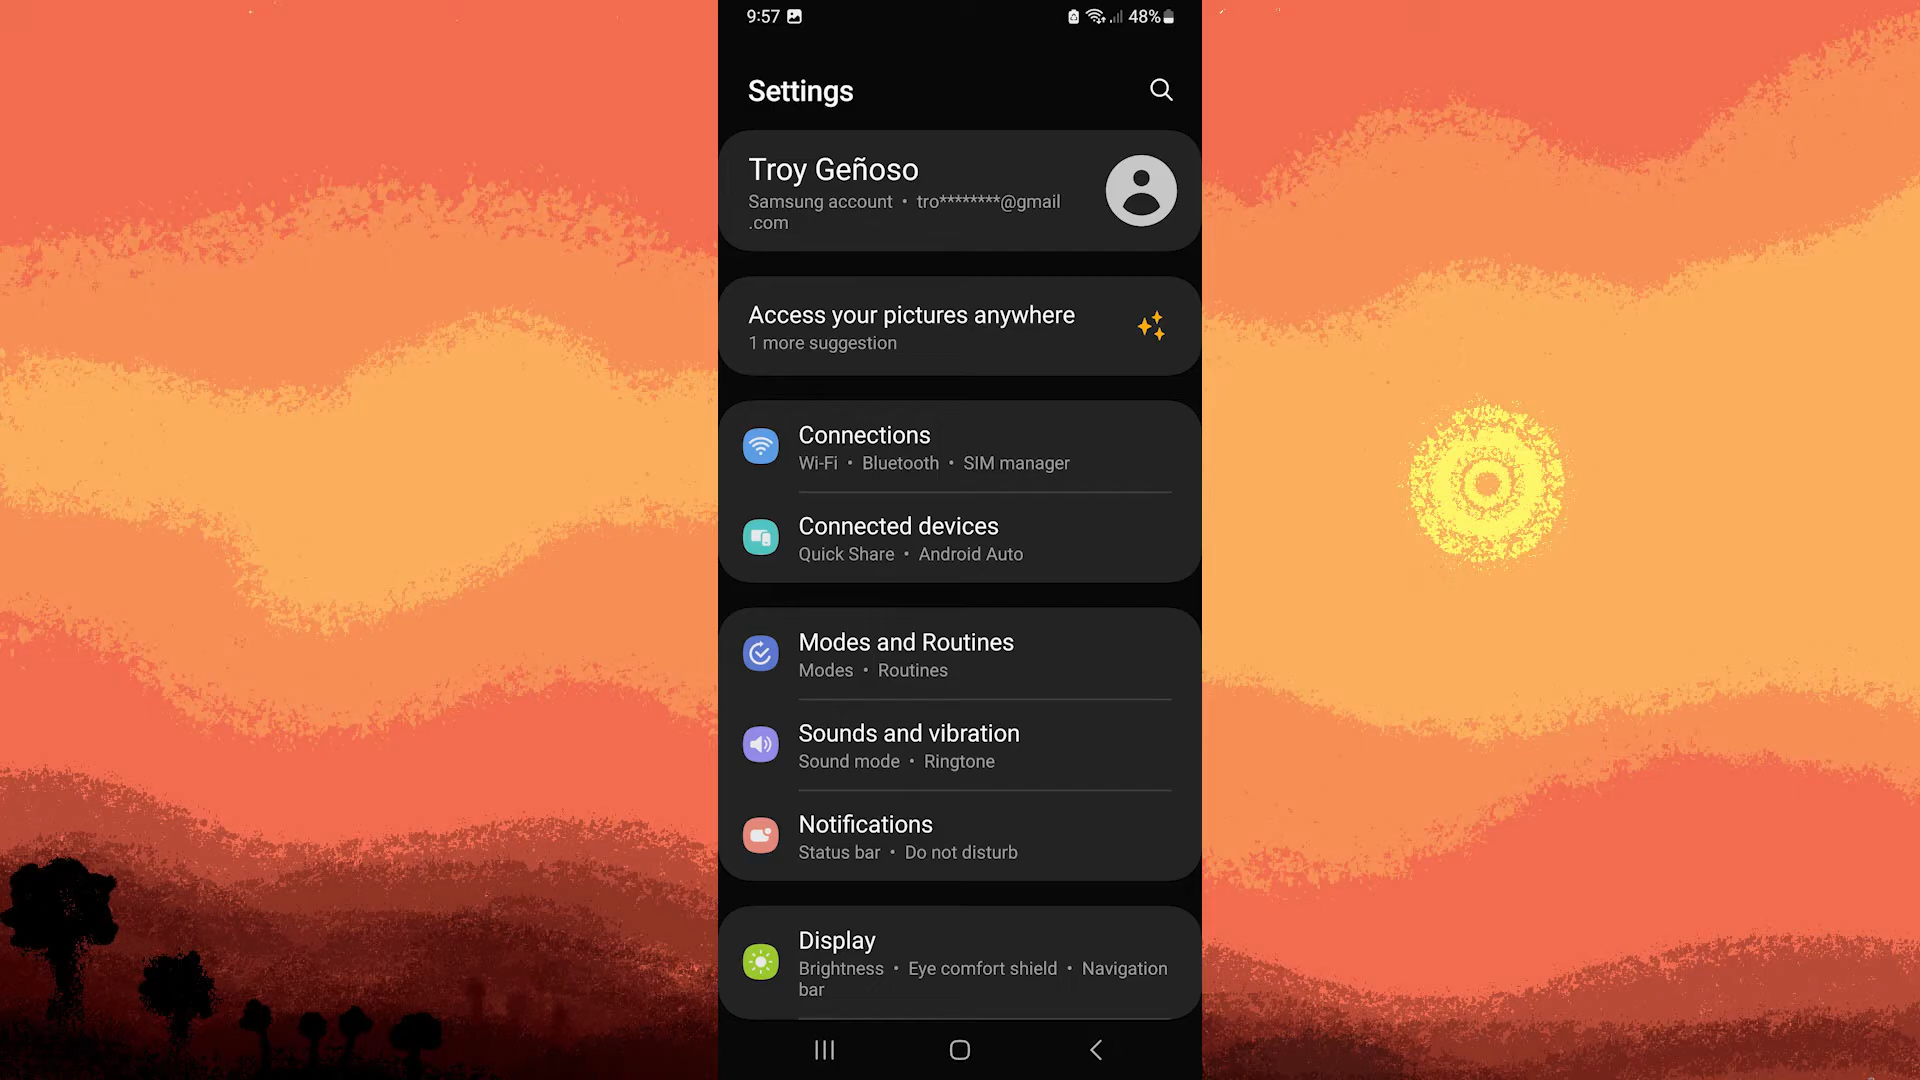 9:57 48%
Settings
Troy Geñoso
Samsung account • tro********@gmail
.com
Access your pictures anywhere
1 more suggestion
Connections
Wi-Fi • Bluetooth • SIM manager
Connected devices
Quick Share • Android Auto
Modes and Routines
Modes • Routines
Sounds and vibration
Sound mode • Ringtone
Notifications
Status bar • Do not disturb
Display
Brightness • Eye comfort shield • Navigation
bar